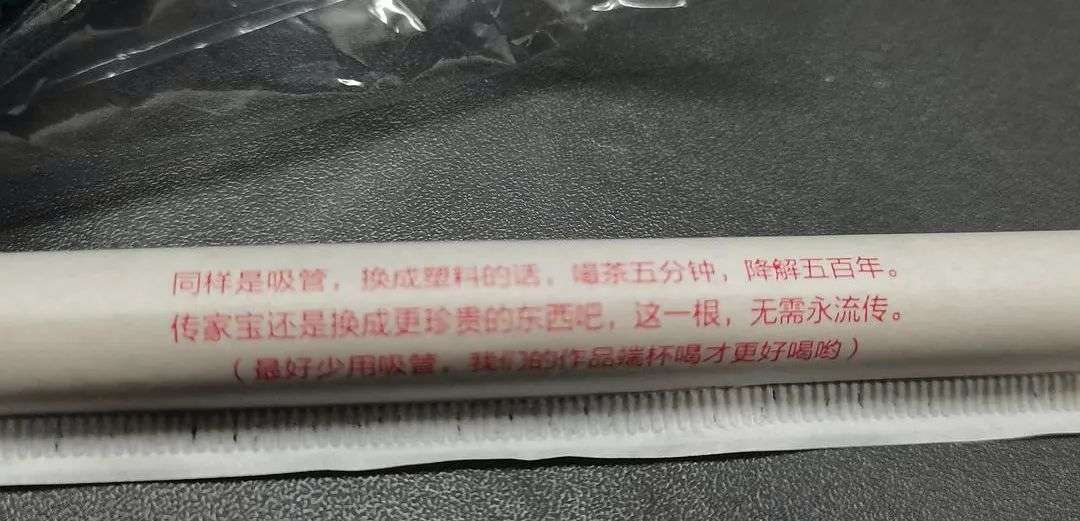 同样是吸管，换成塑料的话，喝茶五分钟，降解五百年。
传家宝还是换成更珍贵的东西吧，这一根，无需永流传。
（最好少用吸管，我们的作品端杯喝才更好喝哟）